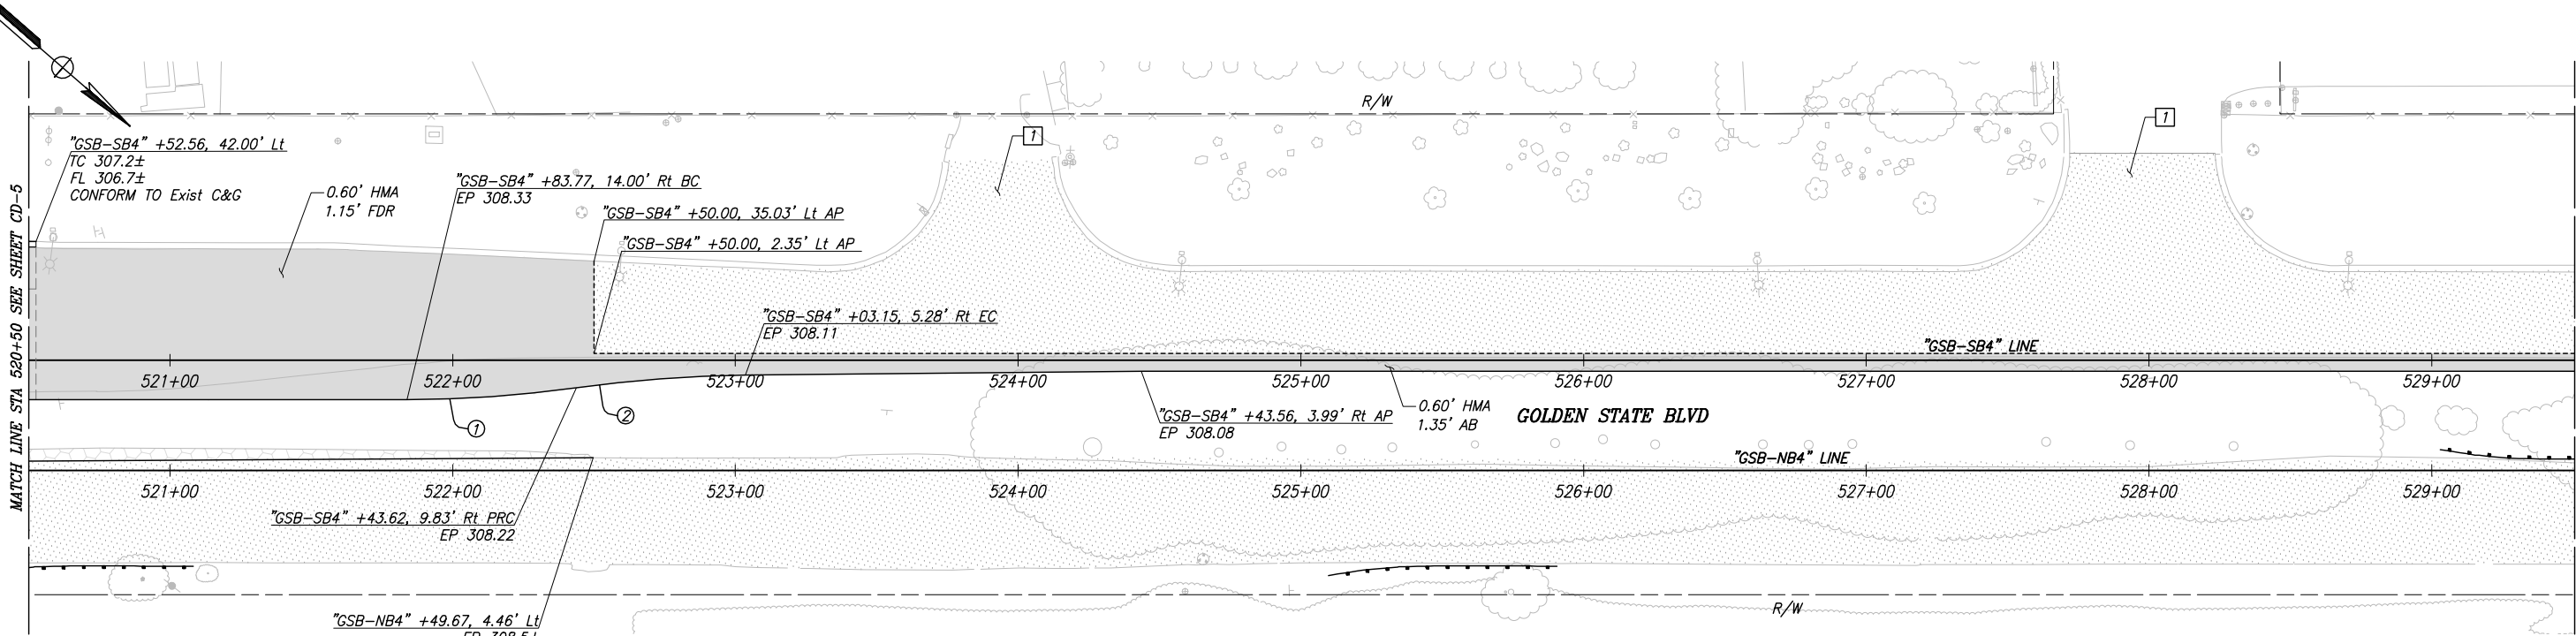 R/W
1
1
"GSB-SB4" +52.56, 42.00' Lt
TC 307.2±
FL 306.7±
CONFORM TO Exist C&G
0.60' HMA
1.15' FDR
"GSB-SB4" +83.77, 14.00' Rt BC
EP 308.33
"GSB-SB4" +50.00, 35.03' Lt AP
"GSB-SB4" +50.00, 2.35' Lt AP
MATCH LINE STA 520+50 SEE SHEET CD-5
"GSB-SB4" +03.15, 5.28' Rt EC
EP 308.11
"GSB-SB4" LINE
521+00
522+00
523+00
524+00
525+00
526+00
527+00
528+00
529+00
1
2
"GSB-SB4" +43.56, 3.99' Rt AP
EP 308.08
0.60' HMA
1.35' AB
GOLDEN STATE BLVD
"GSB-NB4" LINE
521+00
522+00
523+00
524+00
525+00
526+00
527+00
528+00
529+00
"GSB-SB4" +43.62, 9.83' Rt PRC
EP 308.22
"GSB-NB4" +49.67, 4.46' Lt
R/W